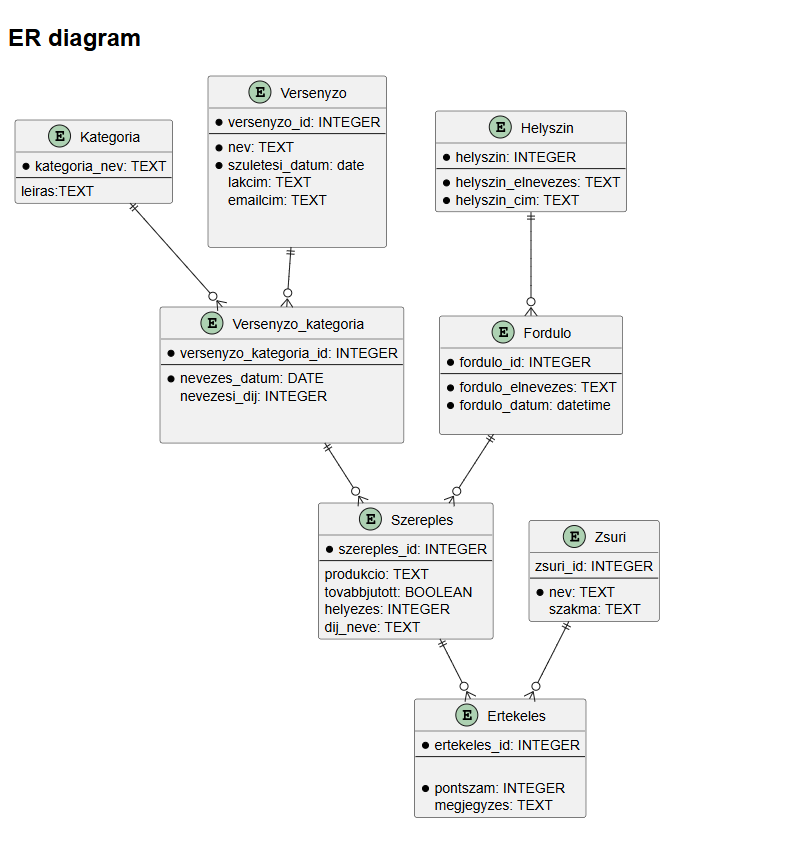 ER diagram
E Kategoria
kategoria_nev: TEXT
leiras:TEXT
E Versenyzo
versenyzo_id: INTEGER
nev: TEXT
szuletesi_datum: date
lakcim: TEXT
emailcim: TEXT
E Helyszin
helyszin: INTEGER
helyszin_elnevezes: TEXT
helyszin_cim: TEXT
E Versenyzo_kategoria
versenyzo_kategoria_id: INTEGER
nevezes_datum: DATE
nevezesi_dij: INTEGER
E Fordulo
fordulo_id: INTEGER
fordulo_elnevezes: TEXT
fordulo_datum: datetime
E Szereples
szereples_id: INTEGER
produkcio: TEXT
tovabbjutott: BOOLEAN
helyezes: INTEGER
dij_neve: TEXT
E Zsuri
zsuri_id: INTEGER
nev: TEXT
szakma: TEXT
E Ertekeles
ertekeles_id: INTEGER
pontszam: INTEGER
megjegyzes: TEXT